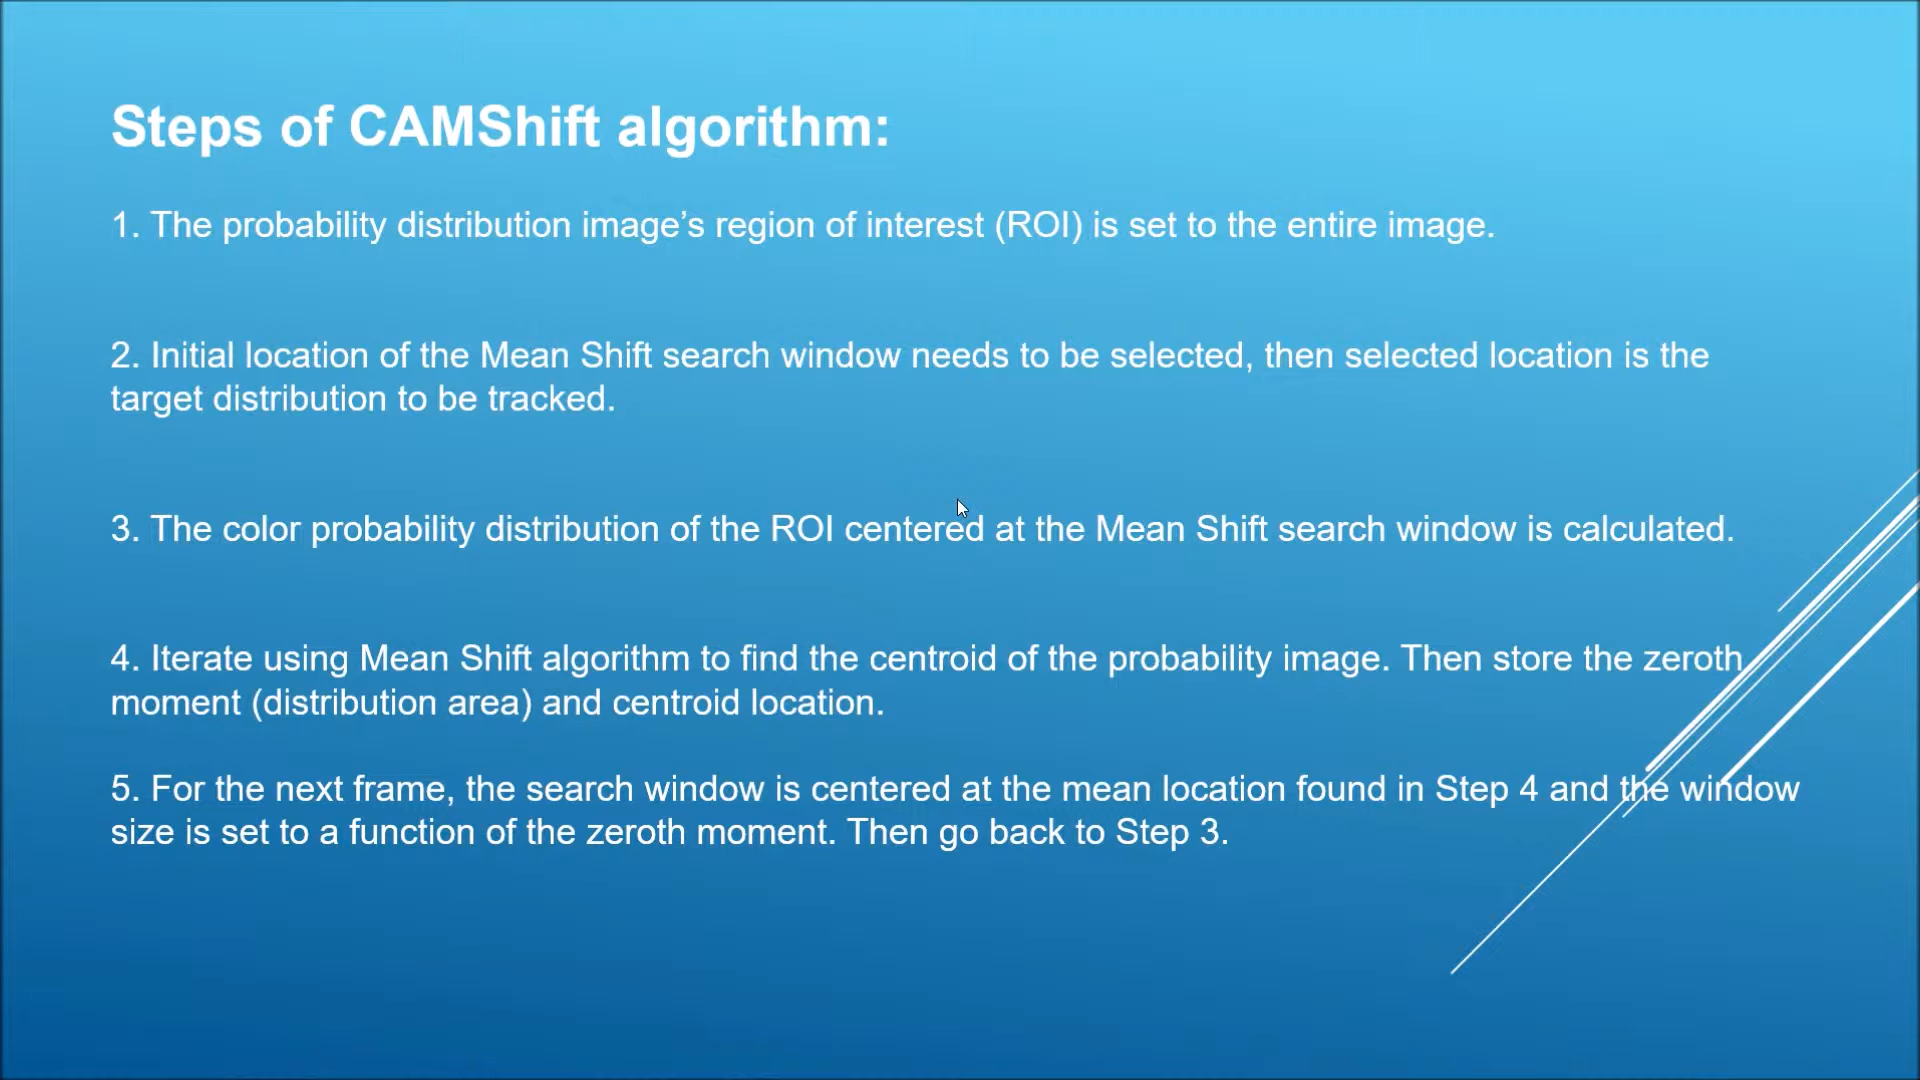 Steps of CAMShift algorithm:
1. The probability distribution image’s region of interest (ROI) is set to the entire image.
2. Initial location of the Mean Shift search window needs to be selected, then selected location is the
target distribution to be tracked.
3. The color probability distribution of the ROI centered at the Mean Shift search window is calculated.
4. Iterate using Mean Shift algorithm to find the centroid of the probability image. Then store the zeroth
moment (distribution area) and centroid location.
5. For the next frame, the search window is centered at the mean location found in Step 4 and the window
size is set to a function of the zeroth moment. Then go back to Step 3.